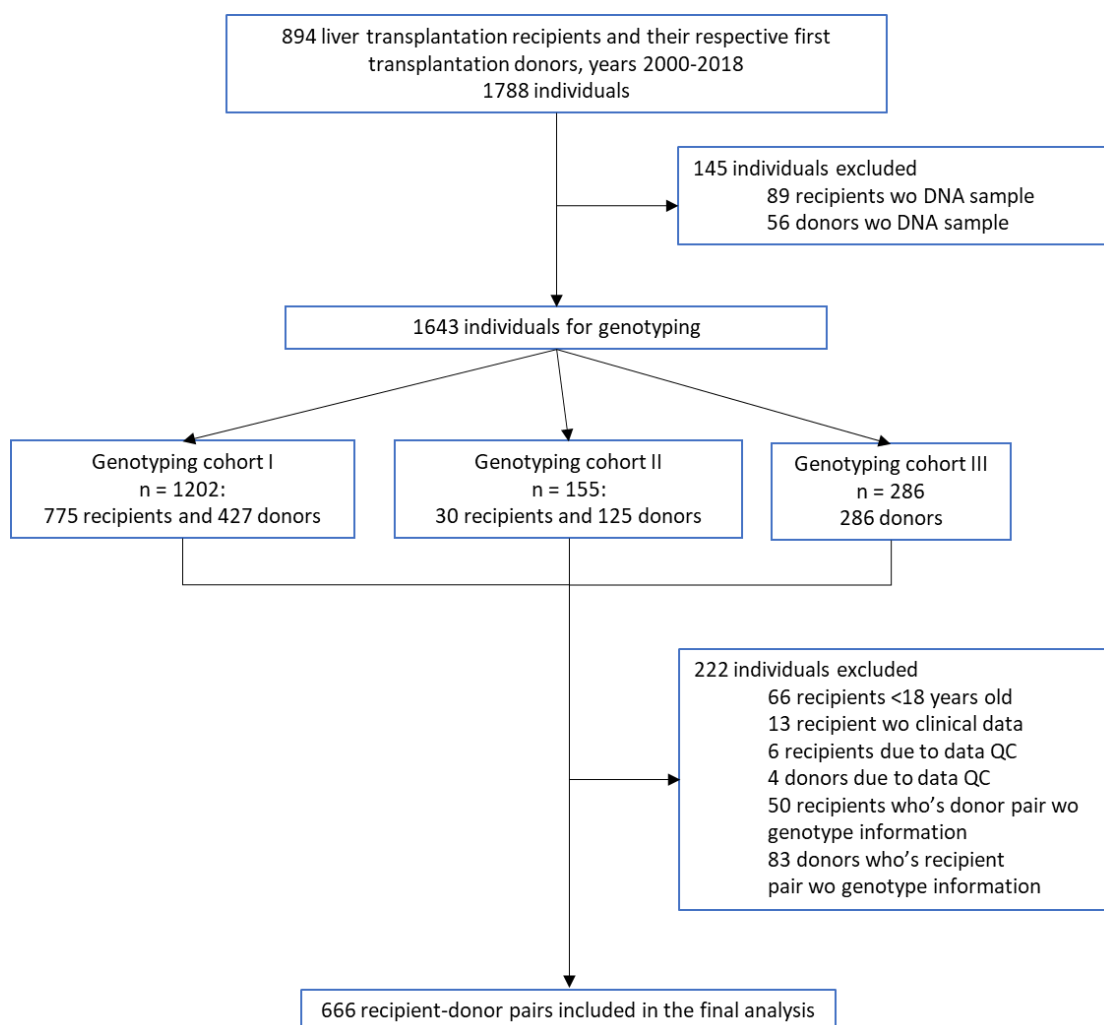 894 liver transplantation recipients and their respective first
transplantation donors, years 2000-2018
1788 individuals
145 individuals excluded
89 recipients wo DNA sample
56 donors wo DNA sample
1643 individuals for genotyping
Genotyping cohort I
n = 1202:
775 recipients and 427 donors
Genotyping cohort II
n = 155:
30 recipients and 125 donors
Genotyping cohort III
n = 286
286 donors
222 individuals excluded
66 recipients <18 years old
13 recipient wo clinical data
6 recipients due to data QC
4 donors due to data QC
50 recipients who's donor pair wo
genotype information
83 donors who's recipient
pair wo genotype information
666 recipient-donor pairs included in the final analysis